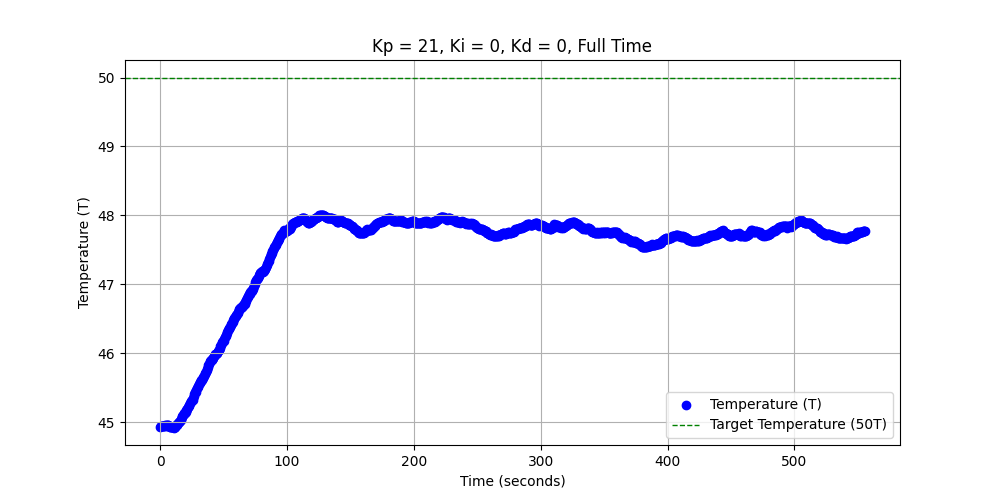 Kp = 21, Ki = 0, Kd = 0, Full Time
50
49
48
47
46
45
Temperature (T)
Temperature (T)
Target Temperature (50T)
0 100 200 300 400 500
Time (seconds)